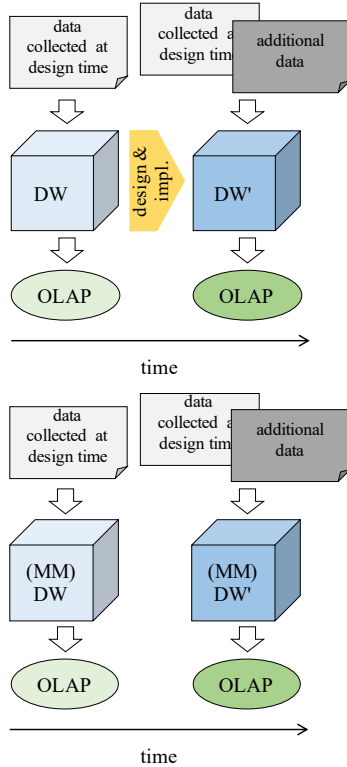 data
collected at
design time
data
collected at
design time
additional
data
DW
design &
impl.
DW'
OLAP
OLAP
time
data
collected at
design time
data
collected at
design time
additional
data
(MM)
DW
(MM)
DW'
OLAP
OLAP
time